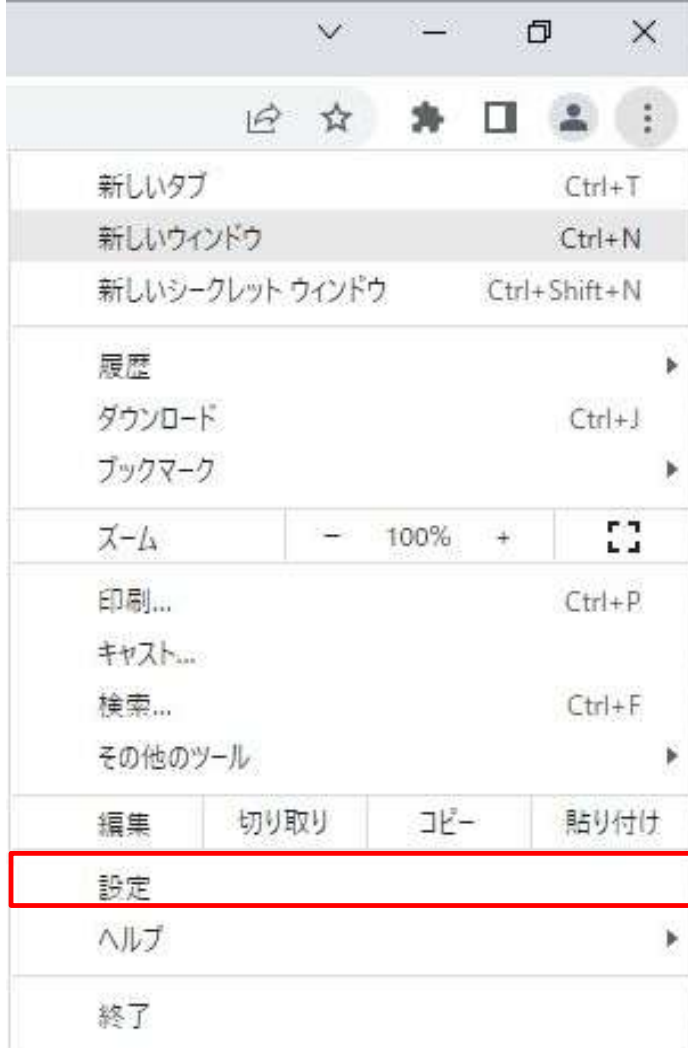 新しいタブ Ctrl+T
新しいウィンドウ Ctrl+N
新しいシークレット ウィンドウ Ctrl+Shift+N
履歴
ダウンロード Ctrl+J
ブックマーク
ズーム − 100% +
印刷... Ctrl+P
キャスト...
検索... Ctrl+F
その他のツール
編集 切り取り コピー 貼り付け
設定
ヘルプ
終了